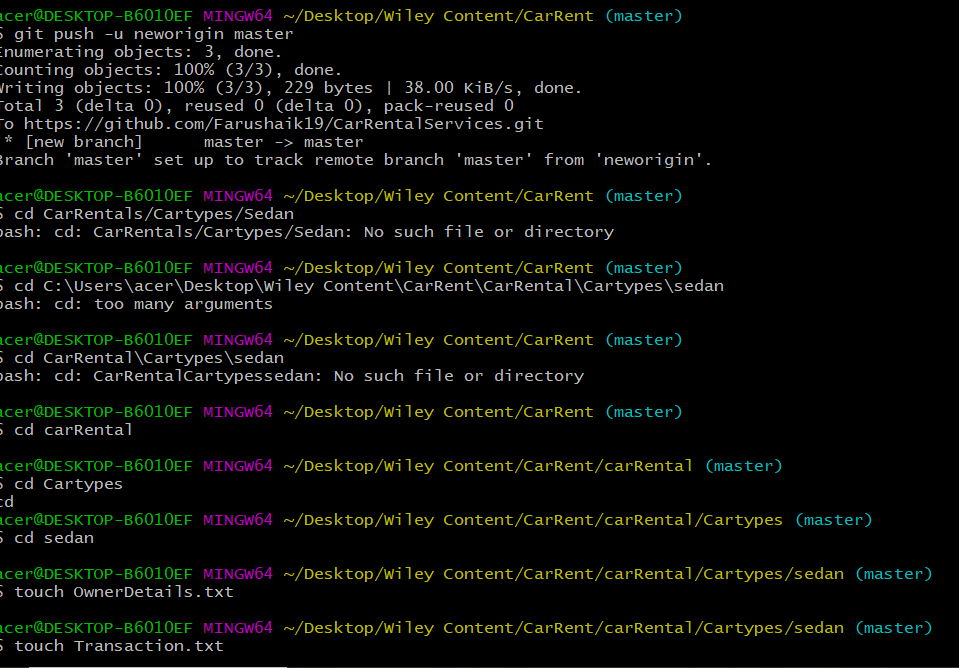 acer@DESKTOP-B6010EF MINGW64 ~/Desktop/Wiley Content/CarRent (master)
$ git push -u neworigin master
Enumerating objects: 3, done.
Counting objects: 100% (3/3), done.
Writing objects: 100% (3/3), 229 bytes | 38.00 KiB/s, done.
Total 3 (delta 0), reused 0 (delta 0), pack-reused 0
To https://github.com/Farushaik19/CarRentalServices.git
* [new branch]      master -> master
Branch 'master' set up to track remote branch 'master' from 'neworigin'.
acer@DESKTOP-B6010EF MINGW64 ~/Desktop/Wiley Content/CarRent (master)
$ cd CarRentals/Cartypes/Sedan
bash: cd: CarRentals/Cartypes/Sedan: No such file or directory
acer@DESKTOP-B6010EF MINGW64 ~/Desktop/Wiley Content/CarRent (master)
$ cd C:\Users\acer\Desktop\Wiley Content\CarRent\CarRental\Cartypes\sedan
bash: cd: too many arguments
acer@DESKTOP-B6010EF MINGW64 ~/Desktop/Wiley Content/CarRent (master)
$ cd CarRental\Cartypes\sedan
bash: cd: CarRentalCartypessedan: No such file or directory
acer@DESKTOP-B6010EF MINGW64 ~/Desktop/Wiley Content/CarRent (master)
$ cd carRental
acer@DESKTOP-B6010EF MINGW64 ~/Desktop/Wiley Content/CarRent/carRental (master)
$ cd Cartypes
cd
acer@DESKTOP-B6010EF MINGW64 ~/Desktop/Wiley Content/CarRent/carRental/Cartypes (master)
$ cd sedan
acer@DESKTOP-B6010EF MINGW64 ~/Desktop/Wiley Content/CarRent/carRental/Cartypes/sedan (master)
$ touch OwnerDetails.txt
acer@DESKTOP-B6010EF MINGW64 ~/Desktop/Wiley Content/CarRent/carRental/Cartypes/sedan (master)
$ touch Transaction.txt